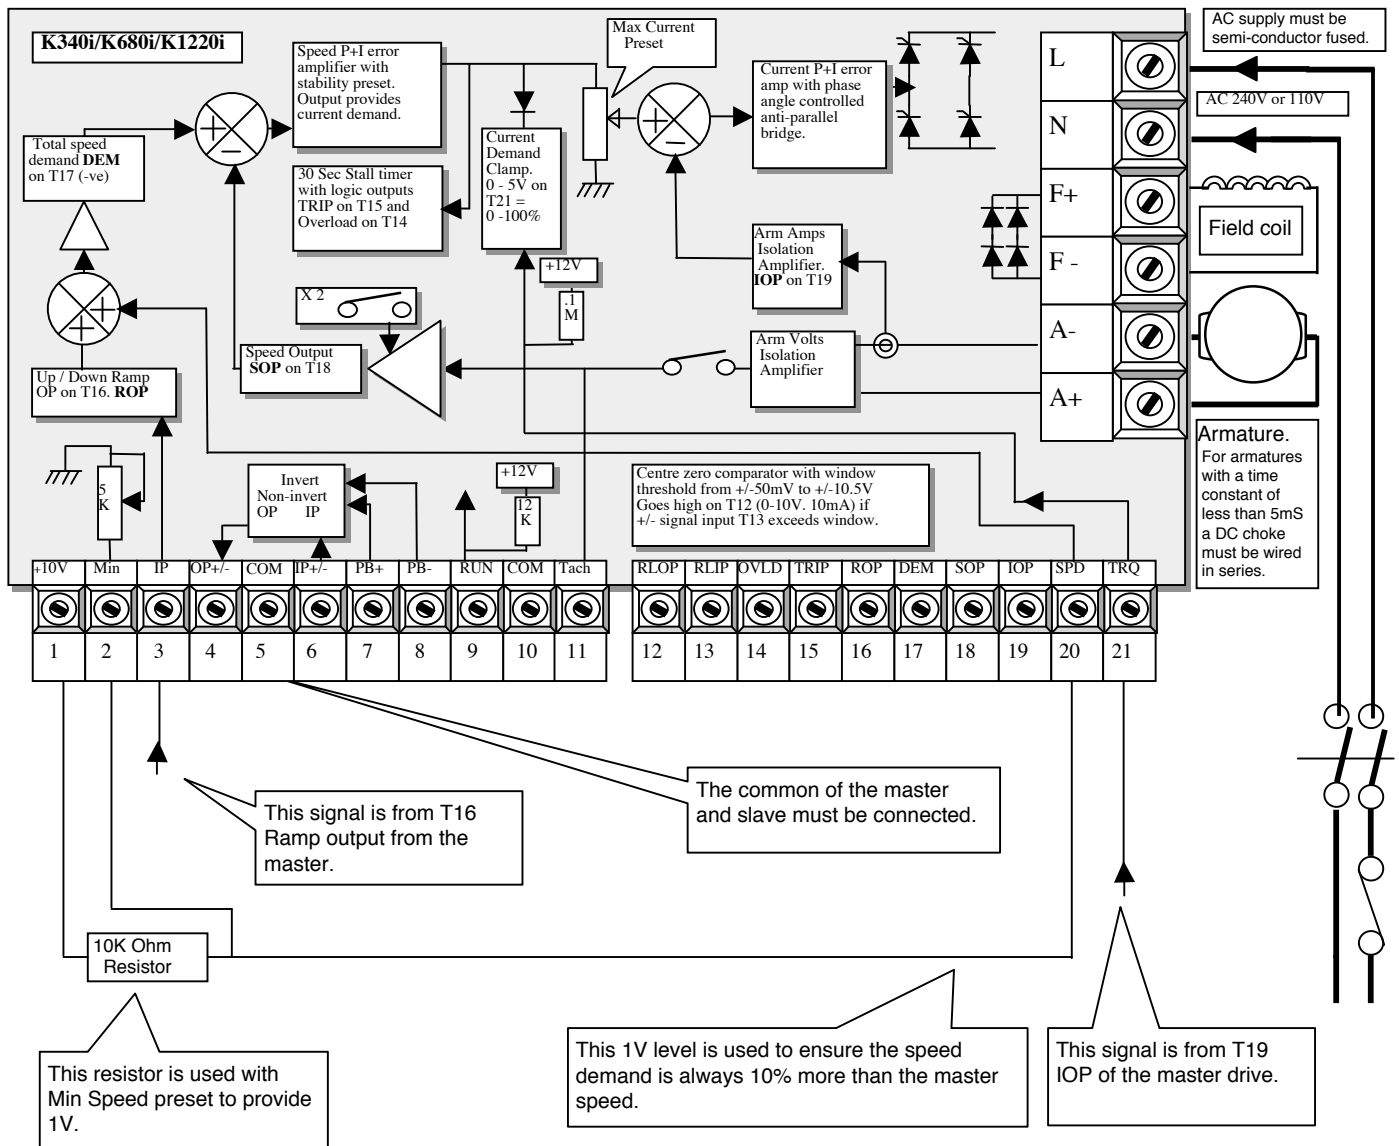 K340i/K680i/K1220i
Speed P+I error
amplifier with
stability preset.
Output provides
current demand.
Max Current
Preset
Current P+I error
amp with phase
angle controlled
anti-parallel
bridge.
AC supply must be
semi-conductor fused.
L
AC 240V or 110V
N
+
-
+
Total speed
demand DEM
on T17 (-ve)
30 Sec Stall timer
with logic outputs
TRIP on T15 and
Overload on T14
Current
Demand
Clamp.
0 - 5V on
T21 =
0 -100%
F+
Field coil
F -
Arm Amps
Isolation
Amplifier.
IOP on T19
+12V
.1
M
X 2
+
+
Speed Output
SOP on T18
Arm Volts
Isolation
Amplifier
A-
A+
Up / Down Ramp
OP on T16. ROP
Armature.
For armatures
with a time
constant of
less than 5mS
a DC choke
must be wired
in series.
5
K
Invert
Non-invert
OP IP
+12V
12
K
Centre zero comparator with window
threshold from +/-50mV to +/-10.5V
Goes high on T12 (0-10V. 10mA) if
+/- signal input T13 exceeds window.
+10V Min IP OP+/- COM IP+/- PB+ PB- RUN COM Tach RLOP RLIP OVLD TRIP ROP DEM SOP IOP SPD TRQ
1 2 3 4 5 6 7 8 9 10 11 12 13 14 15 16 17 18 19 20 21
This signal is from T16
Ramp output from the
master.
The common of the master
and slave must be connected.
10K Ohm
Resistor
This resistor is used with
Min Speed preset to provide
1V.
This 1V level is used to ensure the speed
demand is always 10% more than the master
speed.
This signal is from T19
IOP of the master drive.